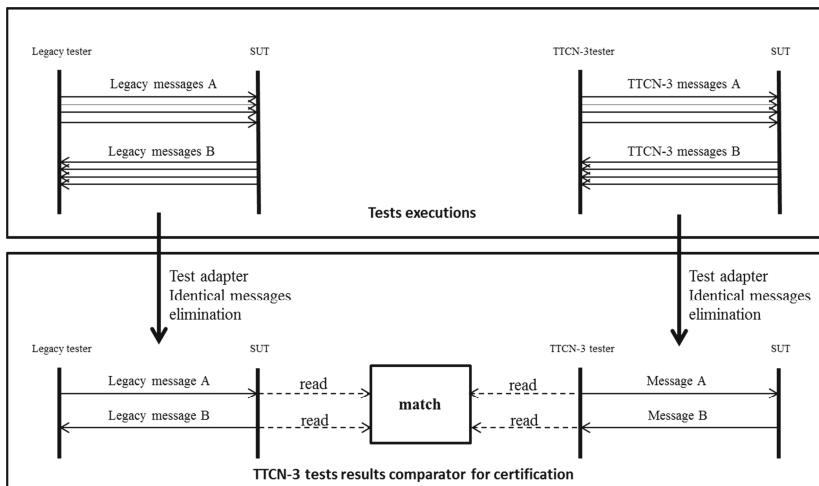 Legacy tester SUT TTCN-3tester SUT
Legacy messages A TTCN-3 messages A
Legacy messages B TTCN-3 messages B
Tests executions
Test adapter Test adapter
Identical messages Identical messages
elimination elimination
Legacy tester SUT TTCN-3 tester SUT
Legacy message A read read Message A
match
Legacy message B read read Message B
TTCN-3 tests results comparator for certification